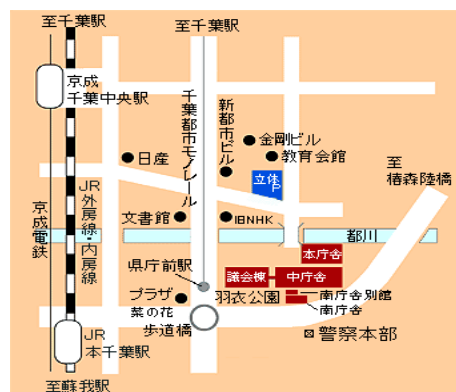 至千葉駅
至千葉駅
京成
千葉中央駅
千葉都市モノレール
新都市ビル
金剛ビル
教育会館
日産
立体P
至
椿森陸橋
JR外房線・内房線
京成電鉄
文書館
IBNHK
都川
本庁舎
県庁前駅
議会棟
中庁舎
プラザ
菜の花
羽衣公園
南庁舎別館
南庁舎
歩道橋
JR
本千葉駅
警察本部
至蘇我駅